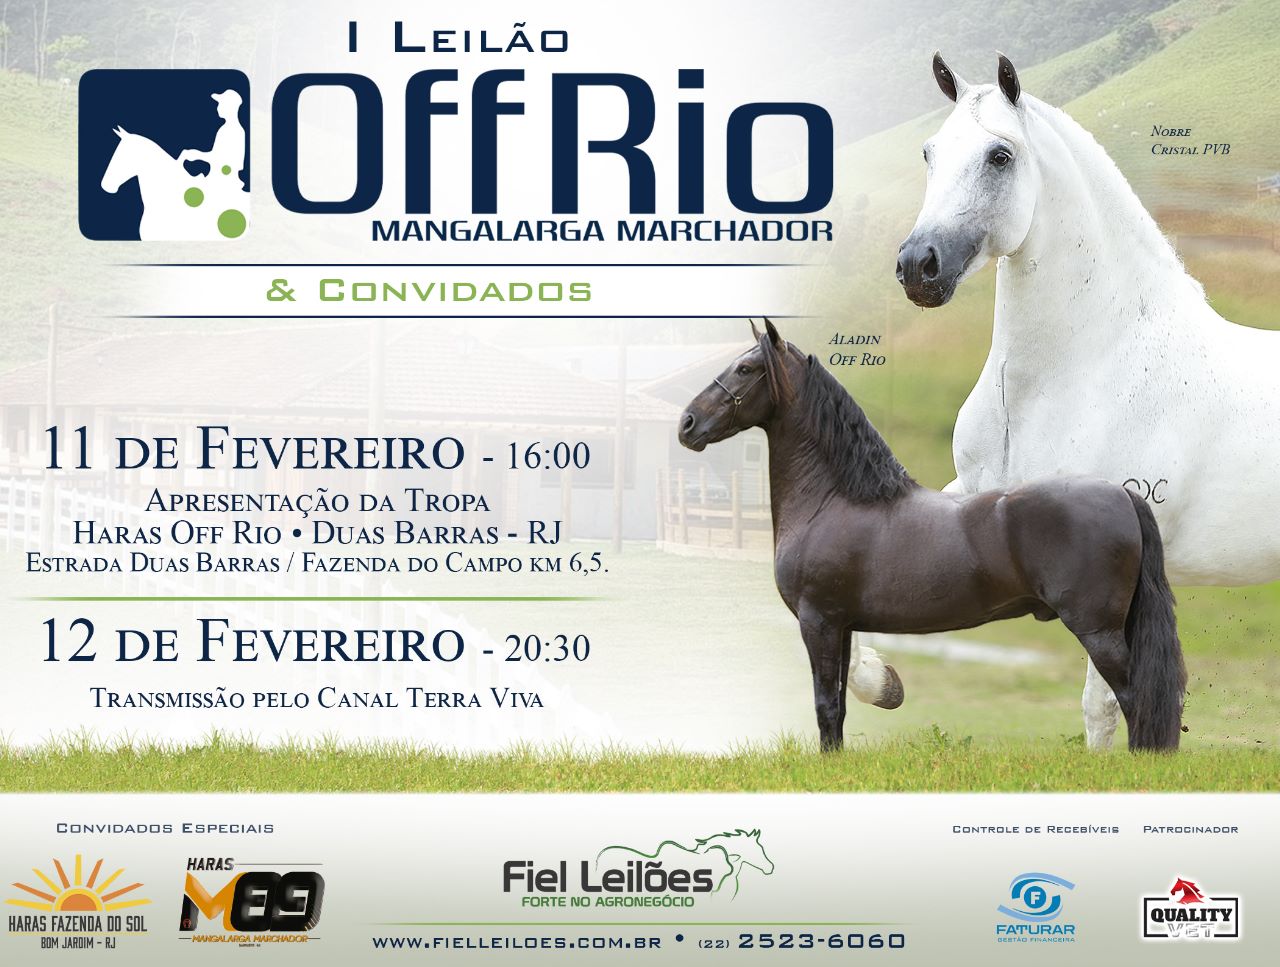 I Leilão
Off Rio
MANGALARGA MARCHADOR
& Convidados
Nobre
Cristal PVB
Aladin
Off Rio
11 de Fevereiro - 16:00
Apresentação da Tropa
Haras Off Rio • Duas Barras - RJ
Estrada Duas Barras / Fazenda do Campo km 6,5.
12 de Fevereiro - 20:30
Transmissão pelo Canal Terra Viva
Convidados Especiais
HARAS FAZENDA DO SOL
BOM JARDIM - RJ
HARAS
M89
MANGALARGA MARCHADOR
Fiel Leilões
FORTE NO AGRONEGÓCIO
www.fielleiloes.com.br • (22) 2523-6060
Controle de Recebíveis
F
FATURAR
GESTÃO FINANCEIRA
Patrocinador
QUALITY
VET